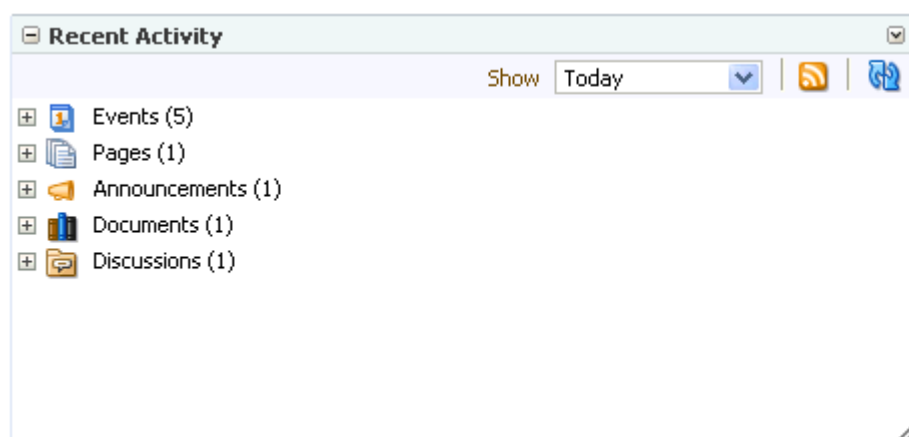 Recent Activity
Show Today
Events (5)
Pages (1)
Announcements (1)
Documents (1)
Discussions (1)